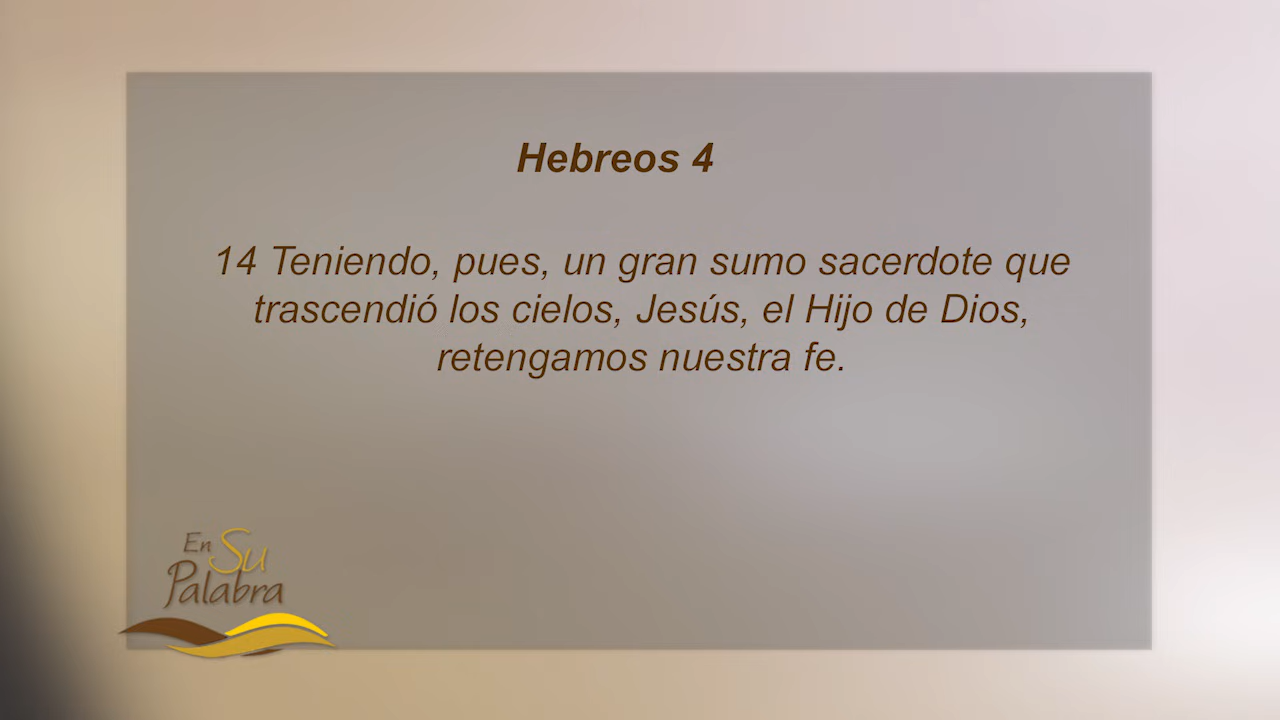 Hebreos 4
14 Teniendo, pues, un gran sumo sacerdote que
trascendió los cielos, Jesús, el Hijo de Dios,
retengamos nuestra fe.
En Su
Palabra